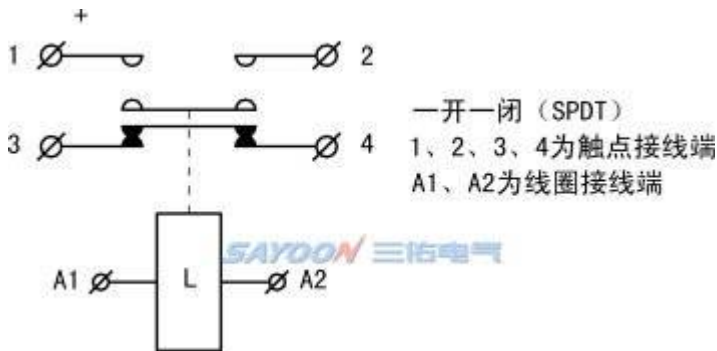 +
1
2
一开一闭（SPDT）
3
4
1、2、3、4为触点接线端
A1、A2为线圈接线端
SAYOON 三佑电气
A1
L
A2